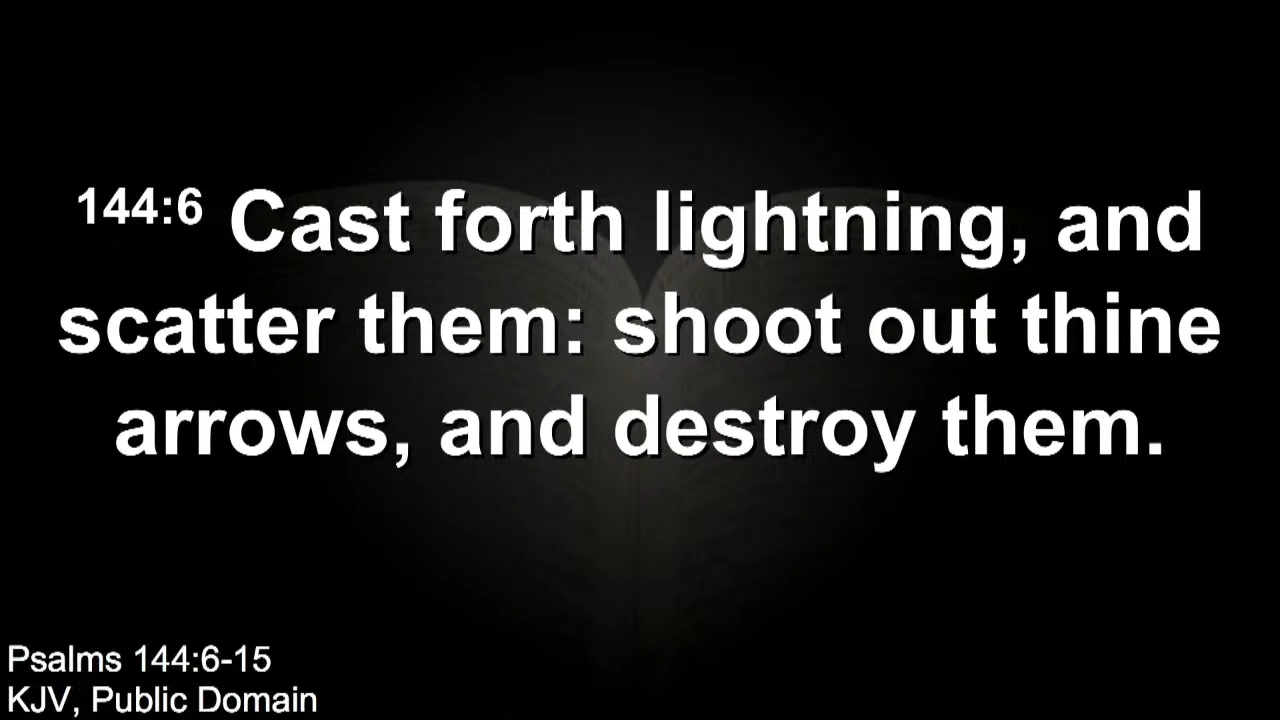 144:6 Cast forth lightning, and
scatter them: shoot out thine
arrows, and destroy them.
Psalms 144:6-15
KJV, Public Domain